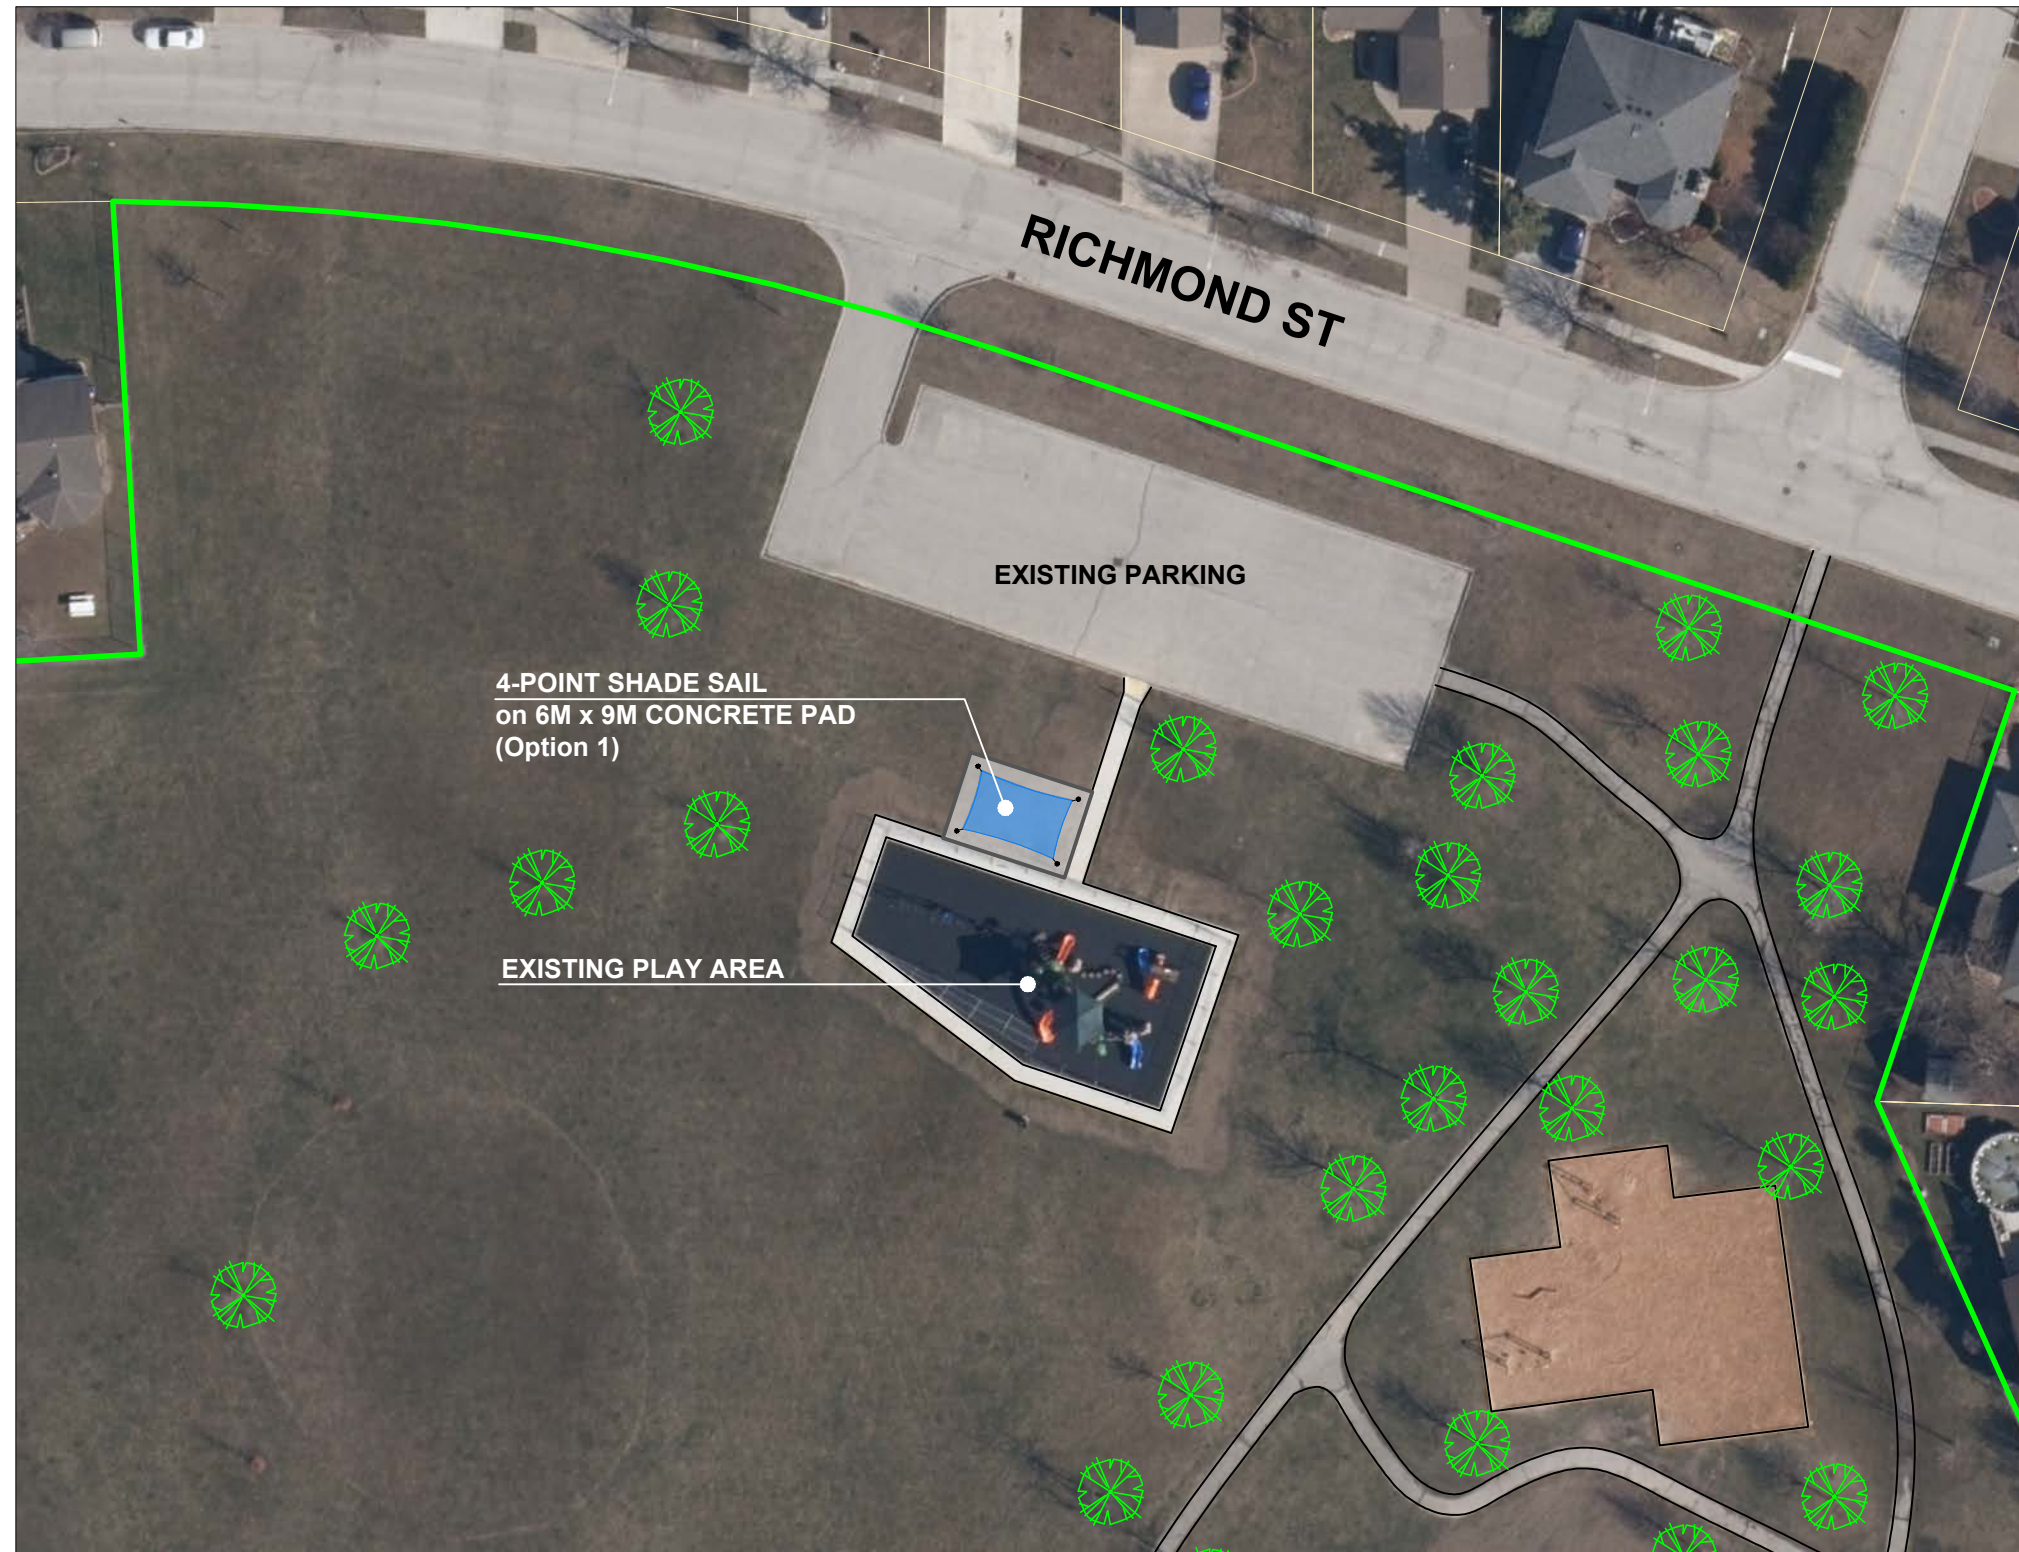 RICHMOND ST
EXISTING PARKING
4-POINT SHADE SAIL
on 6M x 9M CONCRETE PAD
(Option 1)
EXISTING PLAY AREA